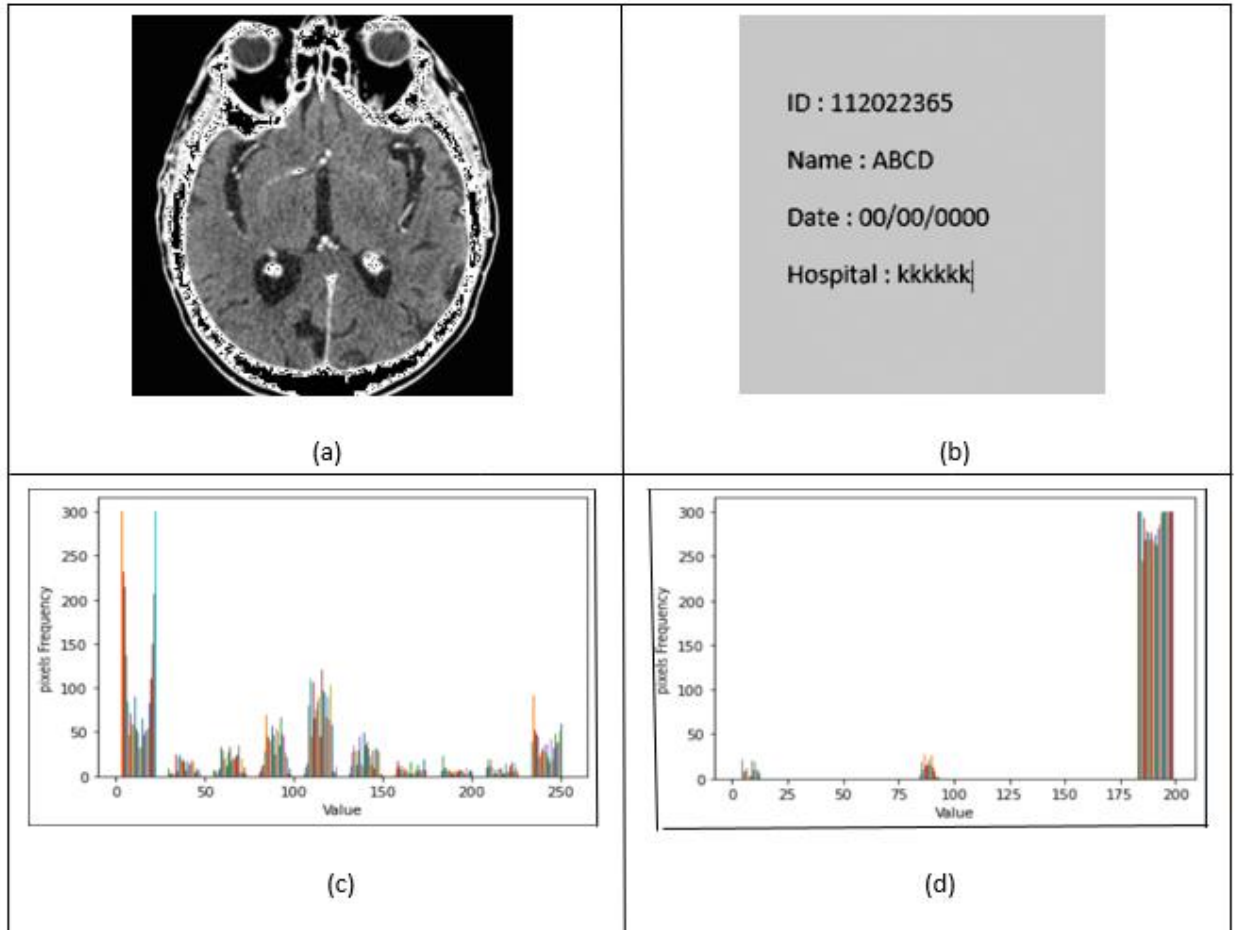 ID : 112022365
Name : ABCD
Date : 00/00/0000
Hospital : kkkkkk
(a)
(b)
300
250
200
150
100
50
0
pixels Frequency
0 50 100 150 200 250
Value
300
250
200
150
100
50
0
pixels Frequency
0 25 50 75 100 125 150 175 200
Value
(c)
(d)